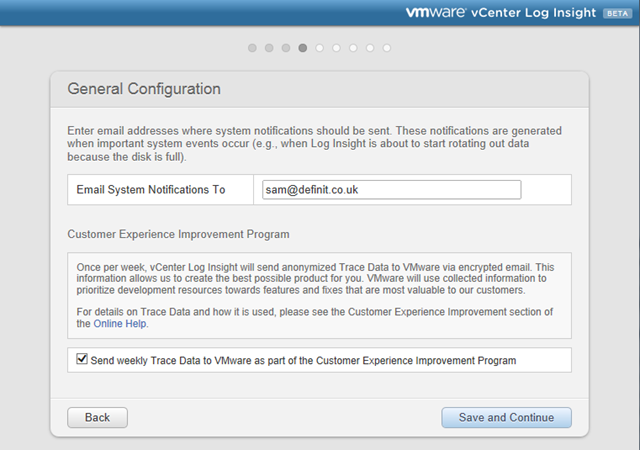 vmware vCenter Log Insight BETA
General Configuration
Enter email addresses where system notifications should be sent. These notifications are generated
when important system events occur (e.g., when Log Insight is about to start rotating out data
because the disk is full).
Email System Notifications To sam@definit.co.uk
Customer Experience Improvement Program
Once per week, vCenter Log Insight will send anonymized Trace Data to VMware via encrypted email. This
information allows us to create the best possible product for you. VMware will use collected information to
prioritize development resources towards features and fixes that are most valuable to our customers.
For details on Trace Data and how it is used, please see the Customer Experience Improvement section of
the Online Help.
Send weekly Trace Data to VMware as part of the Customer Experience Improvement Program
Back Save and Continue